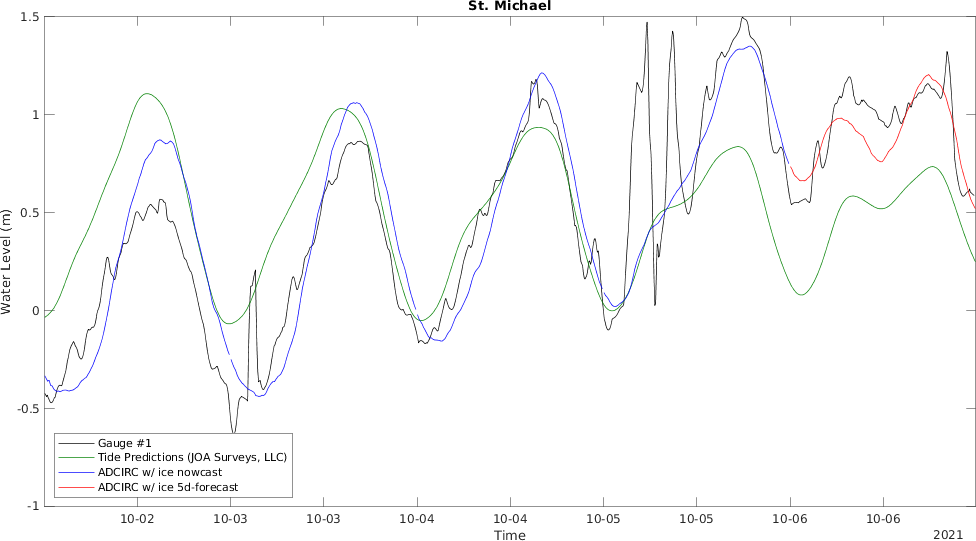 St. Michael
1.5
1
0.5
0
-0.5
-1
Water Level (m)
Gauge #1
Tide Predictions (JOA Surveys, LLC)
ADCIRC w/ ice nowcast
ADCIRC w/ ice 5d-forecast
10-02 10-03 10-03 10-04 10-04 10-05 10-05 10-06 10-06
Time
2021